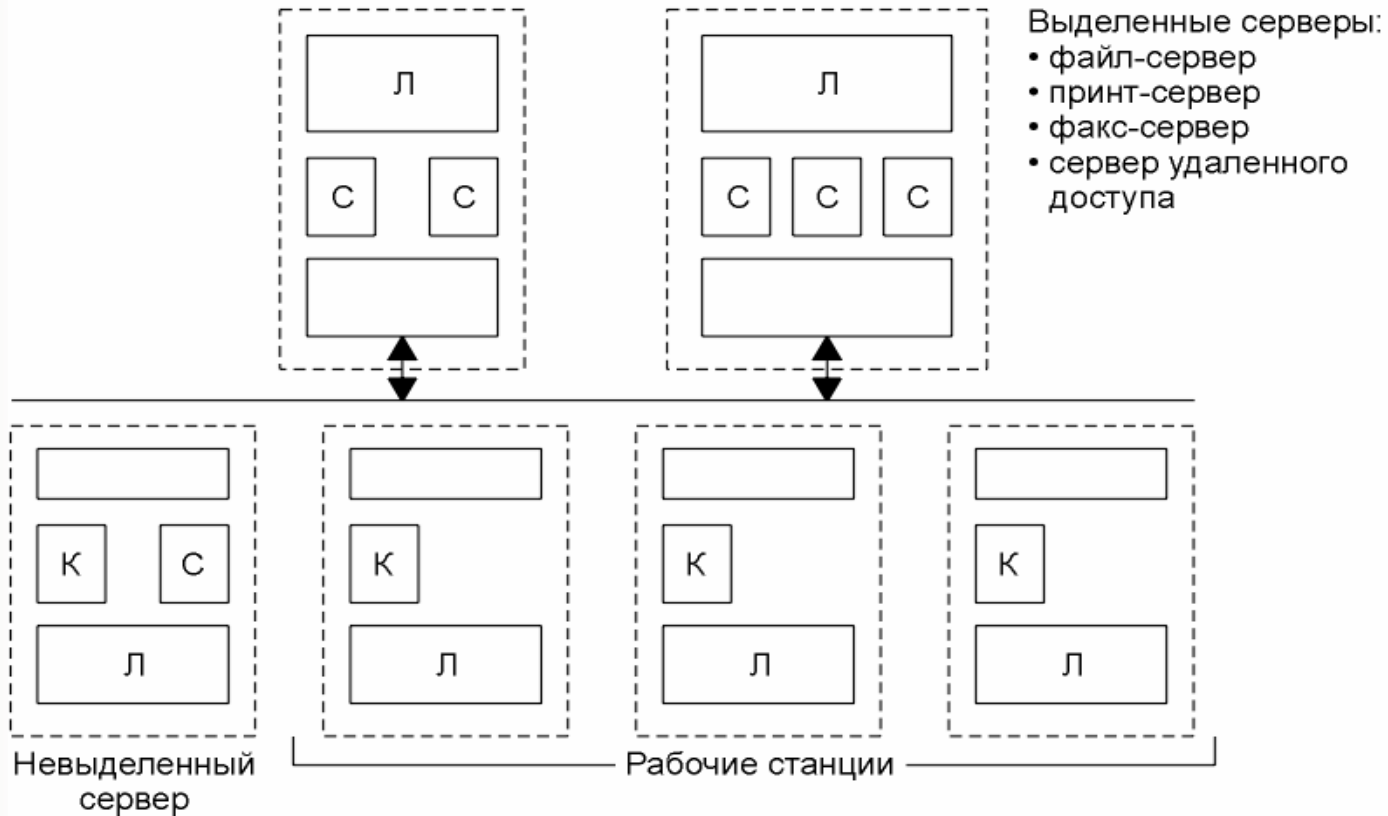 Выделенные серверы:
• файл-сервер
• принт-сервер
• факс-сервер
• сервер удаленного
доступа
Л
Л
С
С
С
С
С
К
С
К
К
К
Л
Л
Л
Л
Невыделенный
сервер
Рабочие станции